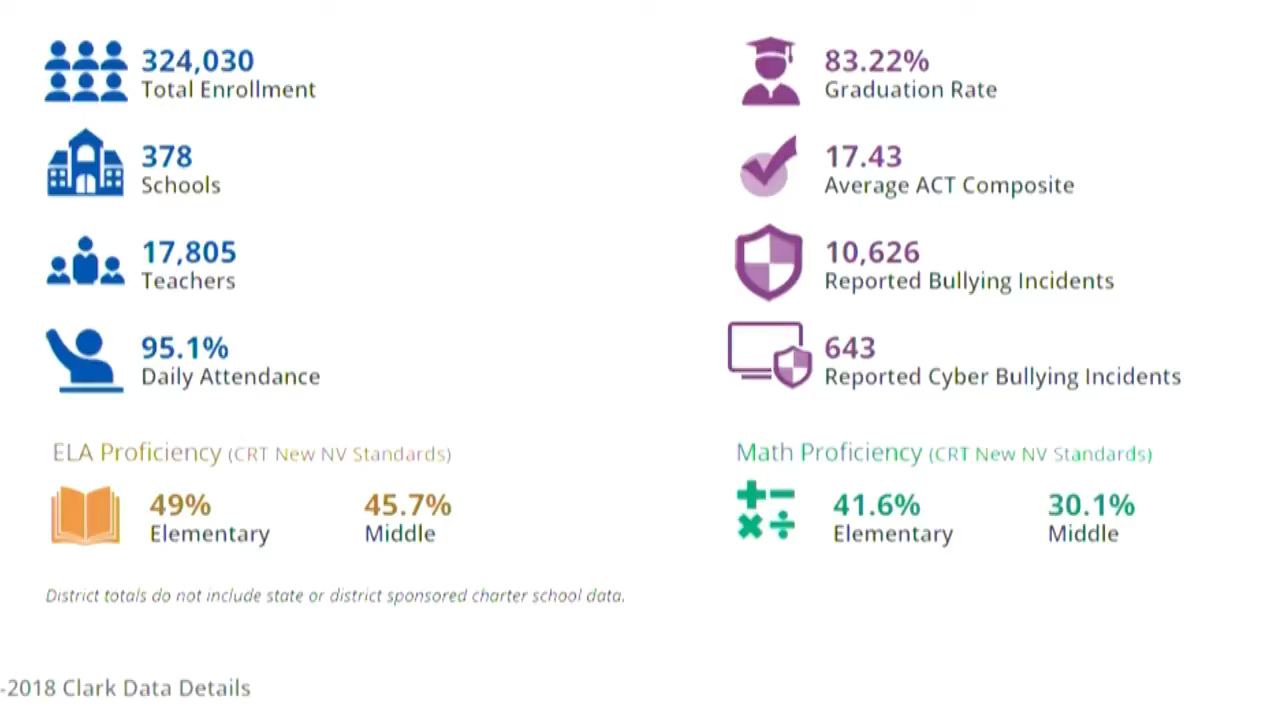 324,030
Total Enrollment
378
Schools
17,805
Teachers
95.1%
Daily Attendance
83.22%
Graduation Rate
17.43
Average ACT Composite
10,626
Reported Bullying Incidents
643
Reported Cyber Bullying Incidents
ELA Proficiency (CRT New NV Standards)
49%
Elementary
45.7%
Middle
Math Proficiency (CRT New NV Standards)
41.6%
Elementary
30.1%
Middle
District totals do not include state or district sponsored charter school data.
-2018 Clark Data Details